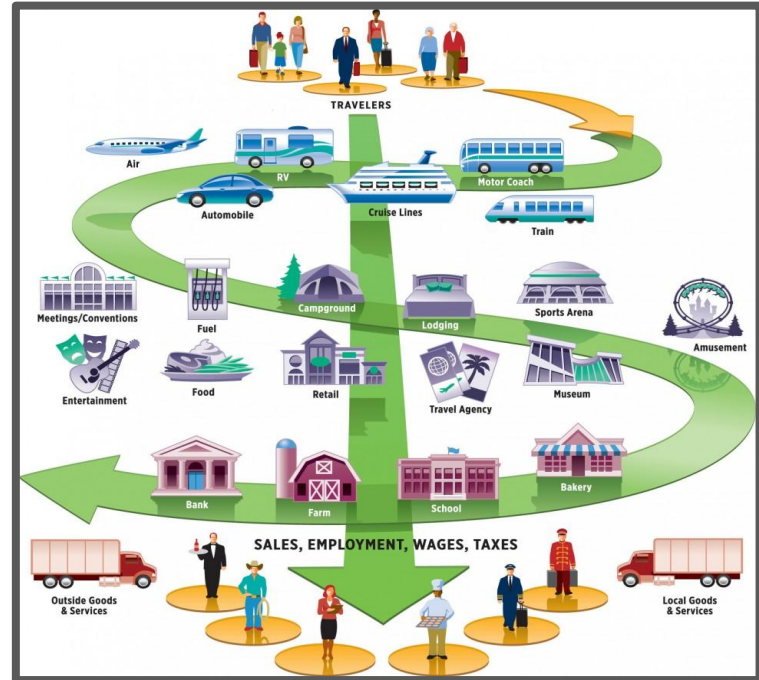 TRAVELERS
Air
RV
Motor Coach
Automobile
Cruise Lines
Train
Meetings/Conventions
Fuel
Campground
Lodging
Sports Arena
Amusement
Entertainment
Food
Retail
Travel Agency
Museum
Bank
Farm
School
Bakery
SALES, EMPLOYMENT, WAGES, TAXES
Outside Goods
& Services
Local Goods
& Services